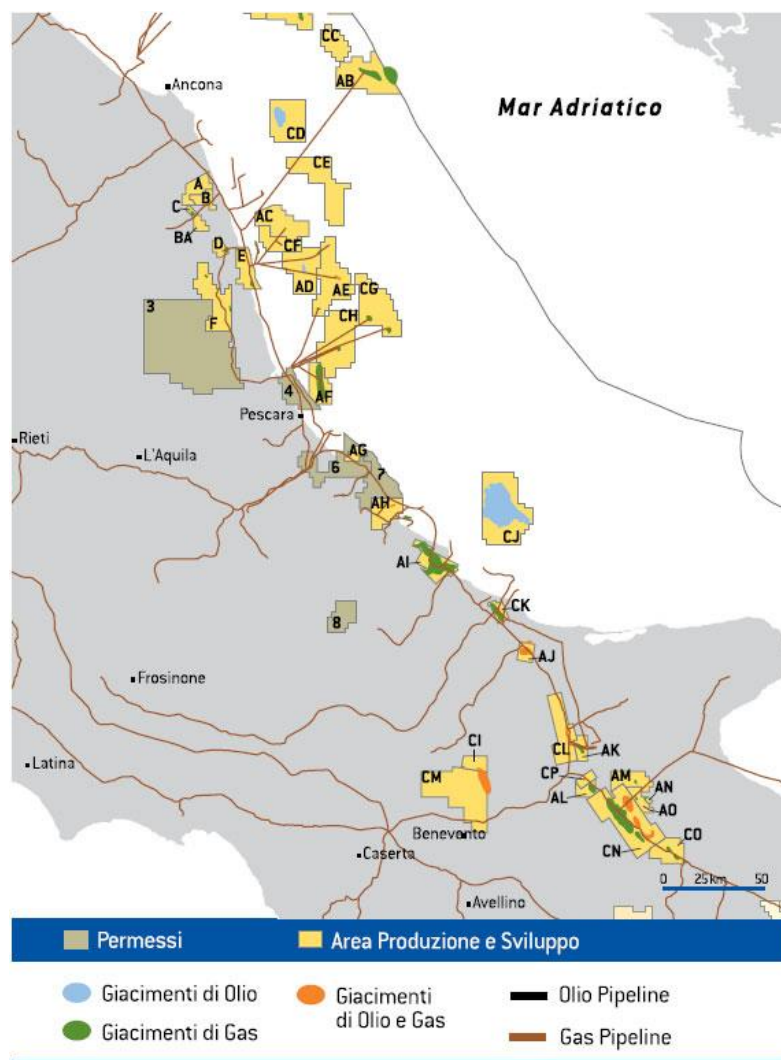 CC
AB
Ancona
Mar Adriatico
CD
CE
A
B
C
AC
BA
D
CF
E
AD
AE
CG
3
F
CH
4
AF
Pescara
Rieti
L'Aquila
AG
6
7
AH
CJ
AI
CK
8
AJ
Frosinone
CL
AK
CI
Latina
CM
CP
AM
AN
AL
AO
Benevento
CO
CN
Caserta
0 25 km 50
Avellino
Permessi
Area Produzione e Sviluppo
Giacimenti di Olio
Giacimenti
di Olio e Gas
Olio Pipeline
Giacimenti di Gas
Gas Pipeline